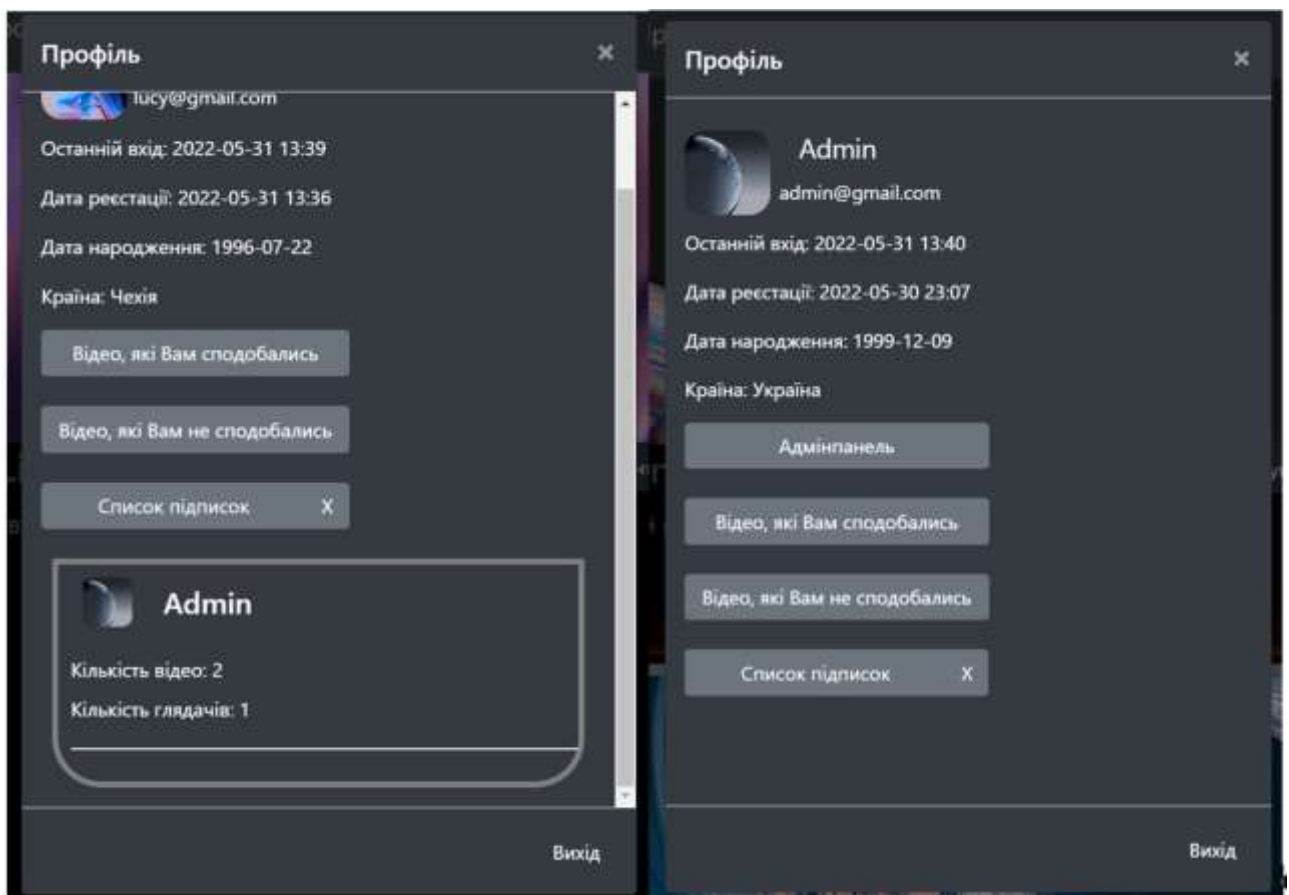 Профіль ×
lucy@gmail.com
Останній вхід: 2022-05-31 13:39
Дата реєстації: 2022-05-31 13:36
Дата народження: 1996-07-22
Країна: Чехія
Відео, які Вам сподобались
Відео, які Вам не сподобались
Список підписок X
Admin
Кількість відео: 2
Кількість глядачів: 1
Вихід
Профіль ×
Admin
admin@gmail.com
Останній вхід: 2022-05-31 13:40
Дата реєстації: 2022-05-30 23:07
Дата народження: 1999-12-09
Країна: Україна
Адмінпанель
Відео, які Вам сподобались
Відео, які Вам не сподобались
Список підписок X
Вихід